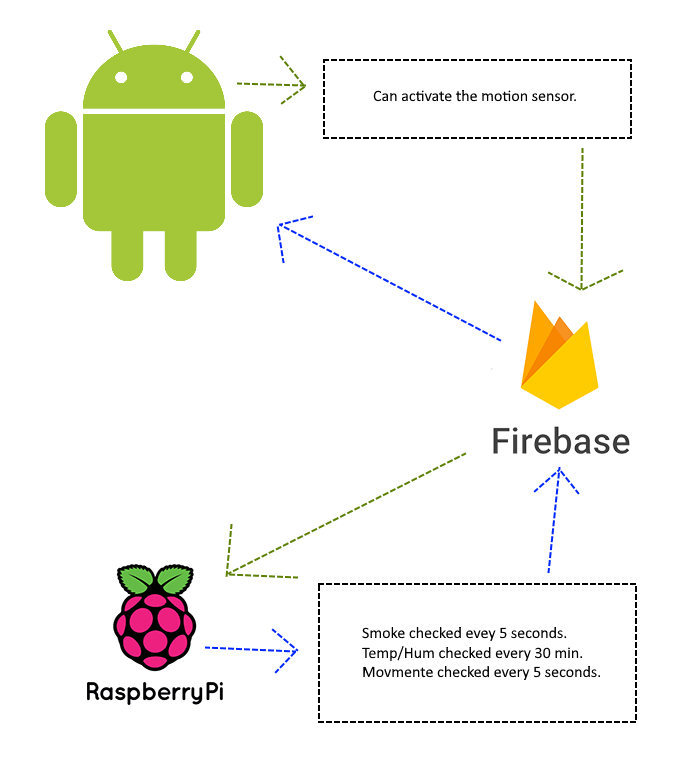 Can activate the motion sensor.
Firebase
Smoke checked evey 5 seconds.
Temp/Hum checked every 30 min.
Movmente checked every 5 seconds.
RaspberryPi